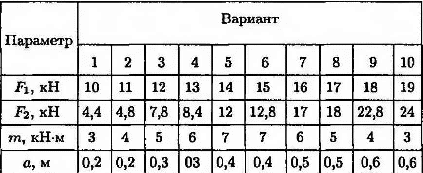 Параметр
Вариант
1 2 3 4 5 6 7 8 9 10
F1, кН 10 11 12 13 14 15 16 17 18 19
F2, кН 4,4 4,8 7,8 8,4 12 12,8 17 18 22,8 24
m, кН·м 3 4 5 6 7 7 6 5 4 3
a, м 0,2 0,2 0,3 03 0,4 0,4 0,5 0,5 0,6 0,6